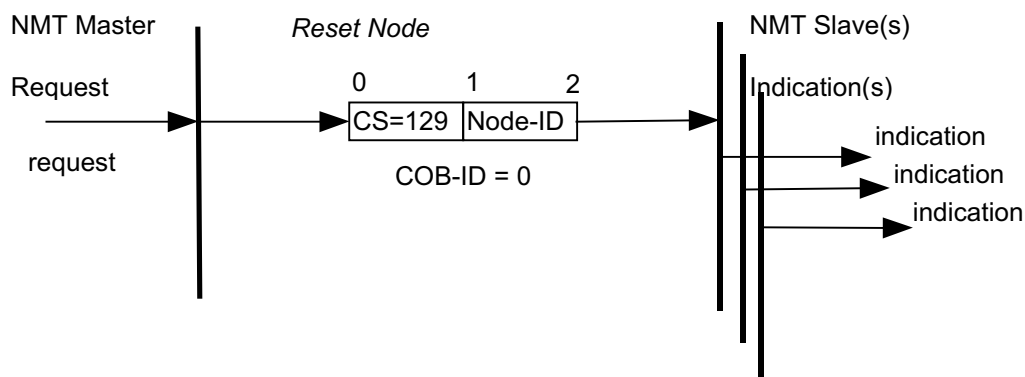 NMT Master
Reset Node
NMT Slave(s)
Request
0 1 2
Indication(s)
CS=129 Node-ID
request
COB-ID = 0
indication
indication
indication